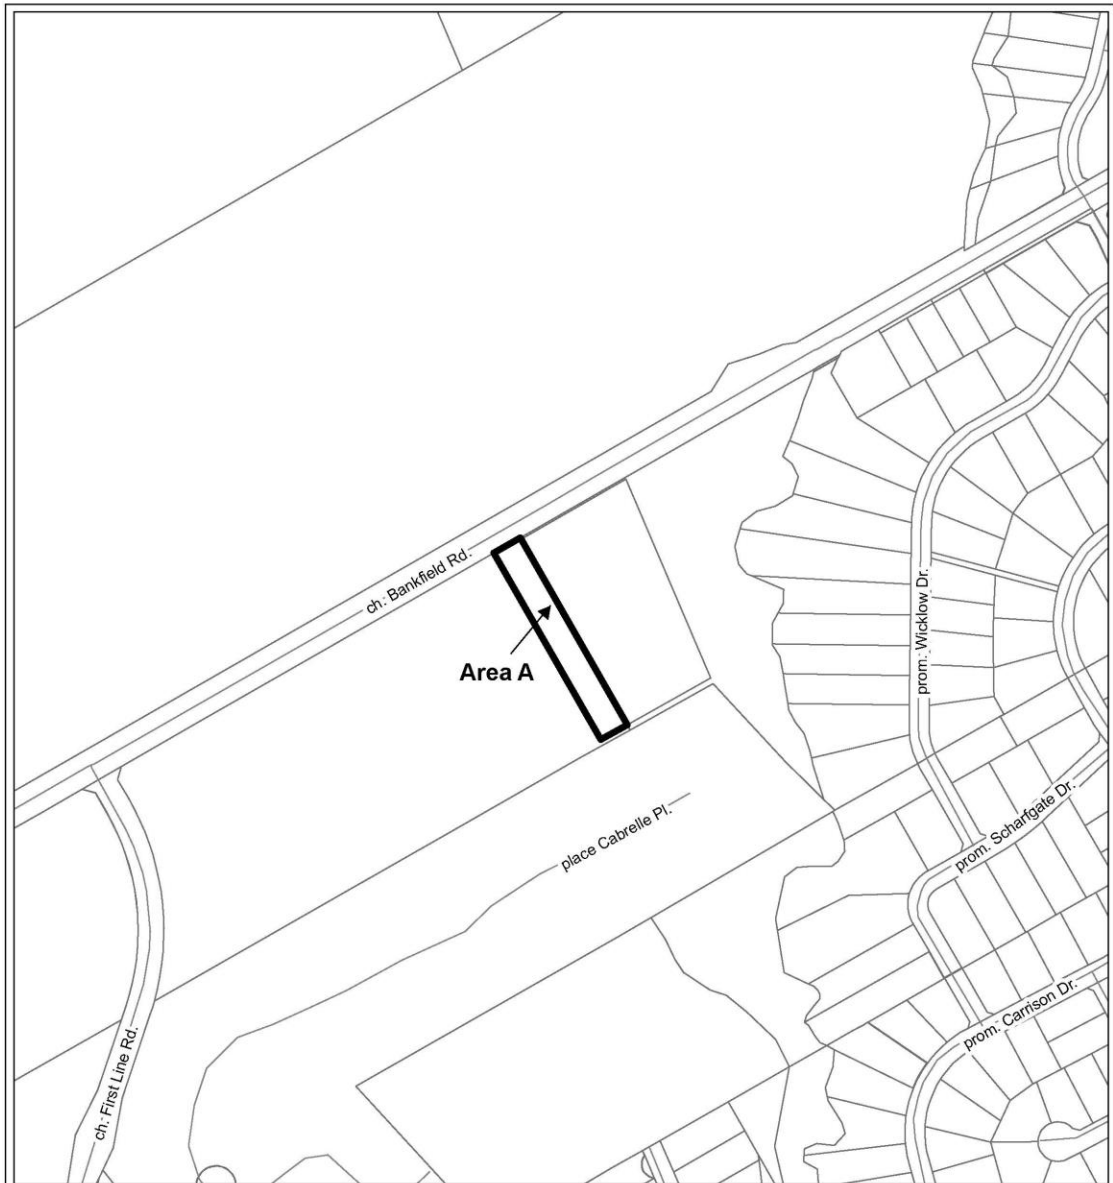 ch. Bankfield Rd.
Area A
prom. Wicklow Dr.
place Cabrelle Pl.
prom. Scharfgate Dr.
prom. Carrison Dr.
ch. First Line Rd.